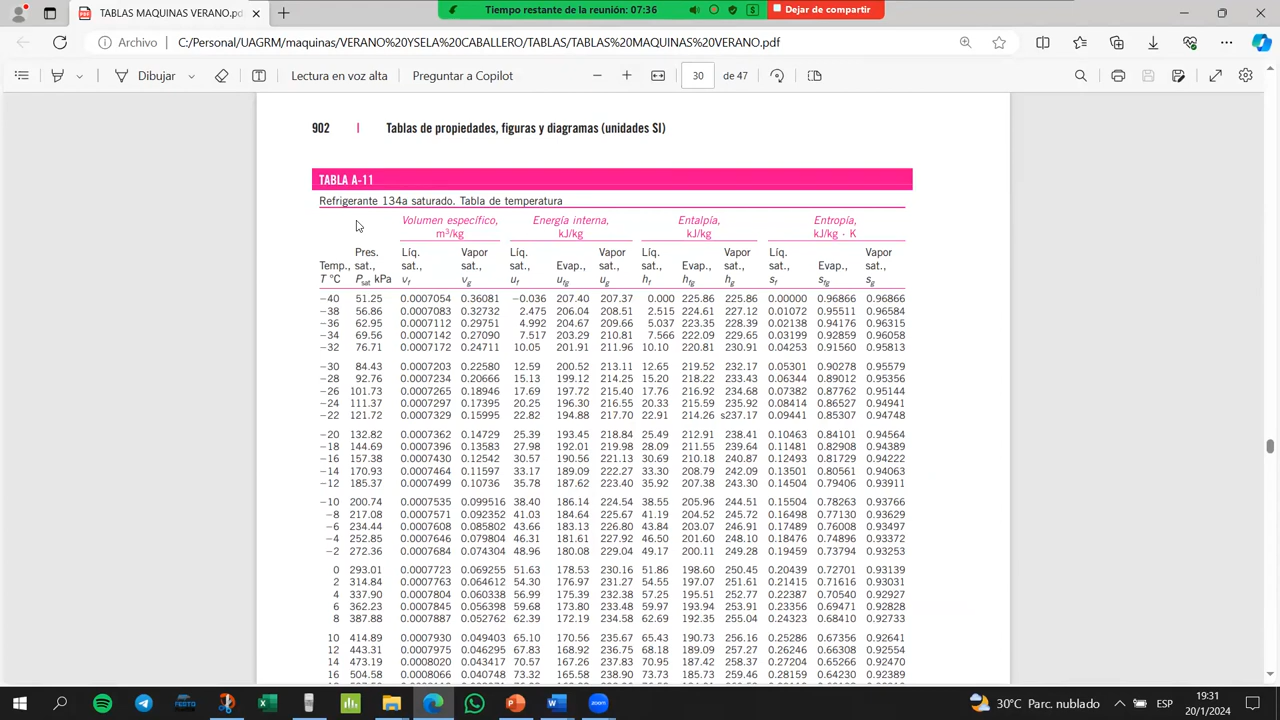 TABLAS MAQUINAS VERANO.pdf
Tiempo restante de la reunión: 07:36
Dejar de compartir
Archivo
C:/Personal/UAGRM/maquinas/VERANO%20YSELA%20CABALLERO/TABLAS/TABLAS%20MAQUINAS%20VERANO.pdf
Dibujar
Lectura en voz alta
Preguntar a Copilot
30 de 47
902 Tablas de propiedades, figuras y diagramas (unidades SI)
TABLA A-11
Refrigerante 134a saturado. Tabla de temperatura
Volumen específico, Energía interna, Entalpía, Entropía,
m³/kg kJ/kg kJ/kg kJ/kg · K
Pres. Líq. Vapor Líq. Vapor Líq. Vapor Líq. Vapor
Temp., sat., sat., sat., sat., Evap., sat., sat., Evap., sat., sat., Evap., sat.,
T °C Psat kPa vf vg uf ufg ug hf hfg hg sf sfg sg
−40 51.25 0.0007054 0.36081 −0.036 207.40 207.37 0.000 225.86 225.86 0.00000 0.96866 0.96866
−38 56.86 0.0007083 0.32732 2.475 206.04 208.51 2.515 224.61 227.12 0.01072 0.95511 0.96584
−36 62.95 0.0007112 0.29751 4.992 204.67 209.66 5.037 223.35 228.39 0.02138 0.94176 0.96315
−34 69.56 0.0007142 0.27090 7.517 203.29 210.81 7.566 222.09 229.65 0.03199 0.92859 0.96058
−32 76.71 0.0007172 0.24711 10.05 201.91 211.96 10.10 220.81 230.91 0.04253 0.91560 0.95813
−30 84.43 0.0007203 0.22580 12.59 200.52 213.11 12.65 219.52 232.17 0.05301 0.90278 0.95579
−28 92.76 0.0007234 0.20666 15.13 199.12 214.25 15.20 218.22 233.43 0.06344 0.89012 0.95356
−26 101.73 0.0007265 0.18946 17.69 197.72 215.40 17.76 216.92 234.68 0.07382 0.87762 0.95144
−24 111.37 0.0007297 0.17395 20.25 196.30 216.55 20.33 215.59 235.92 0.08414 0.86527 0.94941
−22 121.72 0.0007329 0.15995 22.82 194.88 217.70 22.91 214.26 s237.17 0.09441 0.85307 0.94748
−20 132.82 0.0007362 0.14729 25.39 193.45 218.84 25.49 212.91 238.41 0.10463 0.84101 0.94564
−18 144.69 0.0007396 0.13583 27.98 192.01 219.98 28.09 211.55 239.64 0.11481 0.82908 0.94389
−16 157.38 0.0007430 0.12542 30.57 190.56 221.13 30.69 210.18 240.87 0.12493 0.81729 0.94222
−14 170.93 0.0007464 0.11597 33.17 189.09 222.27 33.30 208.79 242.09 0.13501 0.80561 0.94063
−12 185.37 0.0007499 0.10736 35.78 187.62 223.40 35.92 207.38 243.30 0.14504 0.79406 0.93911
−10 200.74 0.0007535 0.099516 38.40 186.14 224.54 38.55 205.96 244.51 0.15504 0.78263 0.93766
−8 217.08 0.0007571 0.092352 41.03 184.64 225.67 41.19 204.52 245.72 0.16498 0.77130 0.93629
−6 234.44 0.0007608 0.085802 43.66 183.13 226.80 43.84 203.07 246.91 0.17489 0.76008 0.93497
−4 252.85 0.0007646 0.079804 46.31 181.61 227.92 46.50 201.60 248.10 0.18476 0.74896 0.93372
−2 272.36 0.0007684 0.074304 48.96 180.08 229.04 49.17 200.11 249.28 0.19459 0.73794 0.93253
0 293.01 0.0007723 0.069255 51.63 178.53 230.16 51.86 198.60 250.45 0.20439 0.72701 0.93139
2 314.84 0.0007763 0.064612 54.30 176.97 231.27 54.55 197.07 251.61 0.21415 0.71616 0.93031
4 337.90 0.0007804 0.060338 56.99 175.39 232.38 57.25 195.51 252.77 0.22387 0.70540 0.92927
6 362.23 0.0007845 0.056398 59.68 173.80 233.48 59.97 193.94 253.91 0.23356 0.69471 0.92828
8 387.88 0.0007887 0.052762 62.39 172.19 234.58 62.69 192.35 255.04 0.24323 0.68410 0.92733
10 414.89 0.0007930 0.049403 65.10 170.56 235.67 65.43 190.73 256.16 0.25286 0.67356 0.92641
12 443.31 0.0007975 0.046295 67.83 168.92 236.75 68.18 189.09 257.27 0.26246 0.66308 0.92554
14 473.19 0.0008020 0.043417 70.57 167.26 237.83 70.95 187.42 258.37 0.27204 0.65266 0.92470
16 504.58 0.0008066 0.040748 73.32 165.58 238.90 73.73 185.73 259.46 0.28159 0.64230 0.92389
FESTO
zoom
30°C Parc. nublado
ESP
19:31
20/1/2024